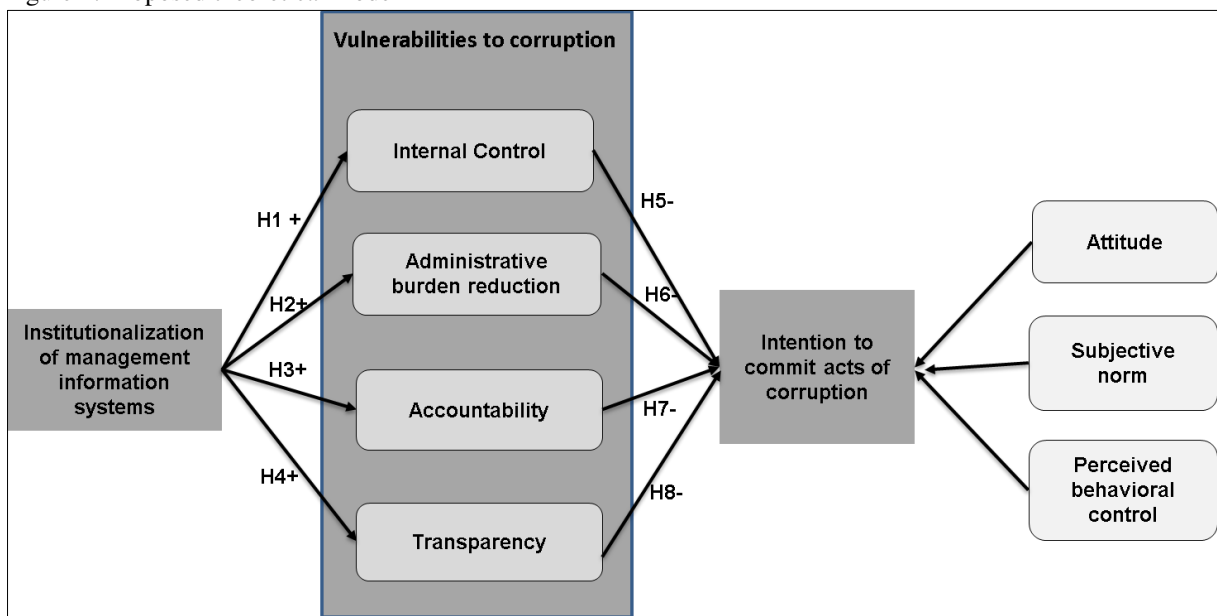 Vulnerabilities to corruption
Internal Control
H1 +
H5-
Administrative
burden reduction
H2+
H6-
Institutionalization
of management
information
systems
H3+
Accountability
H7-
Intention to
commit acts of
corruption
H4+
H8-
Transparency
Attitude
Subjective
norm
Perceived
behavioral
control